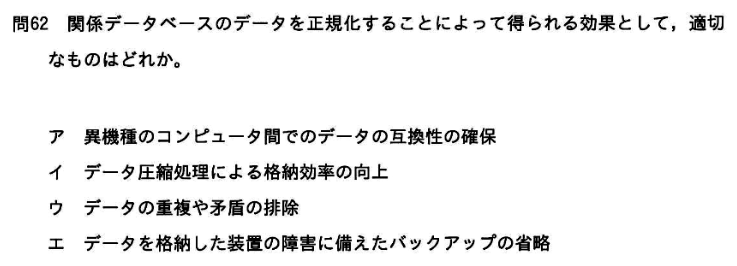 問62　関係データベースのデータを正規化することによって得られる効果として，適切
なものはどれか。
ア　異機種のコンピュータ間でのデータの互換性の確保
イ　データ圧縮処理による格納効率の向上
ウ　データの重複や矛盾の排除
エ　データを格納した装置の障害に備えたバックアップの省略